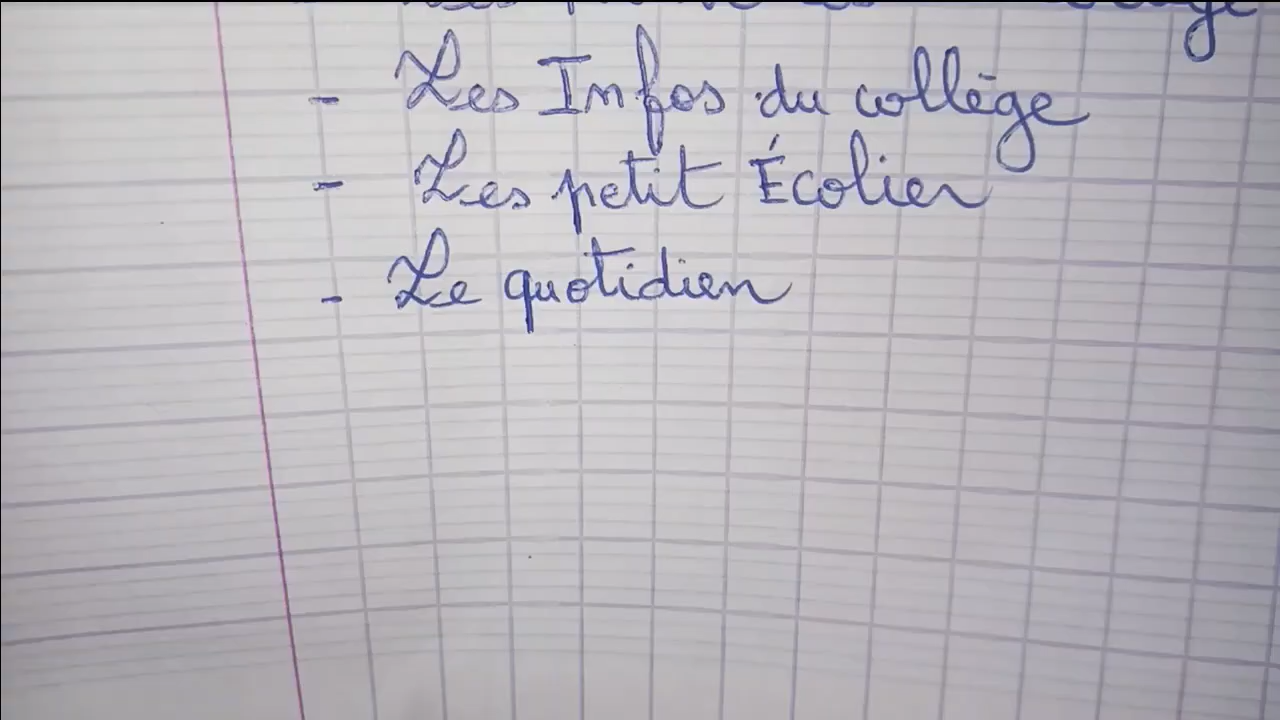 - Les Infos du collège
- Les petit Écolier
- Le quotidien